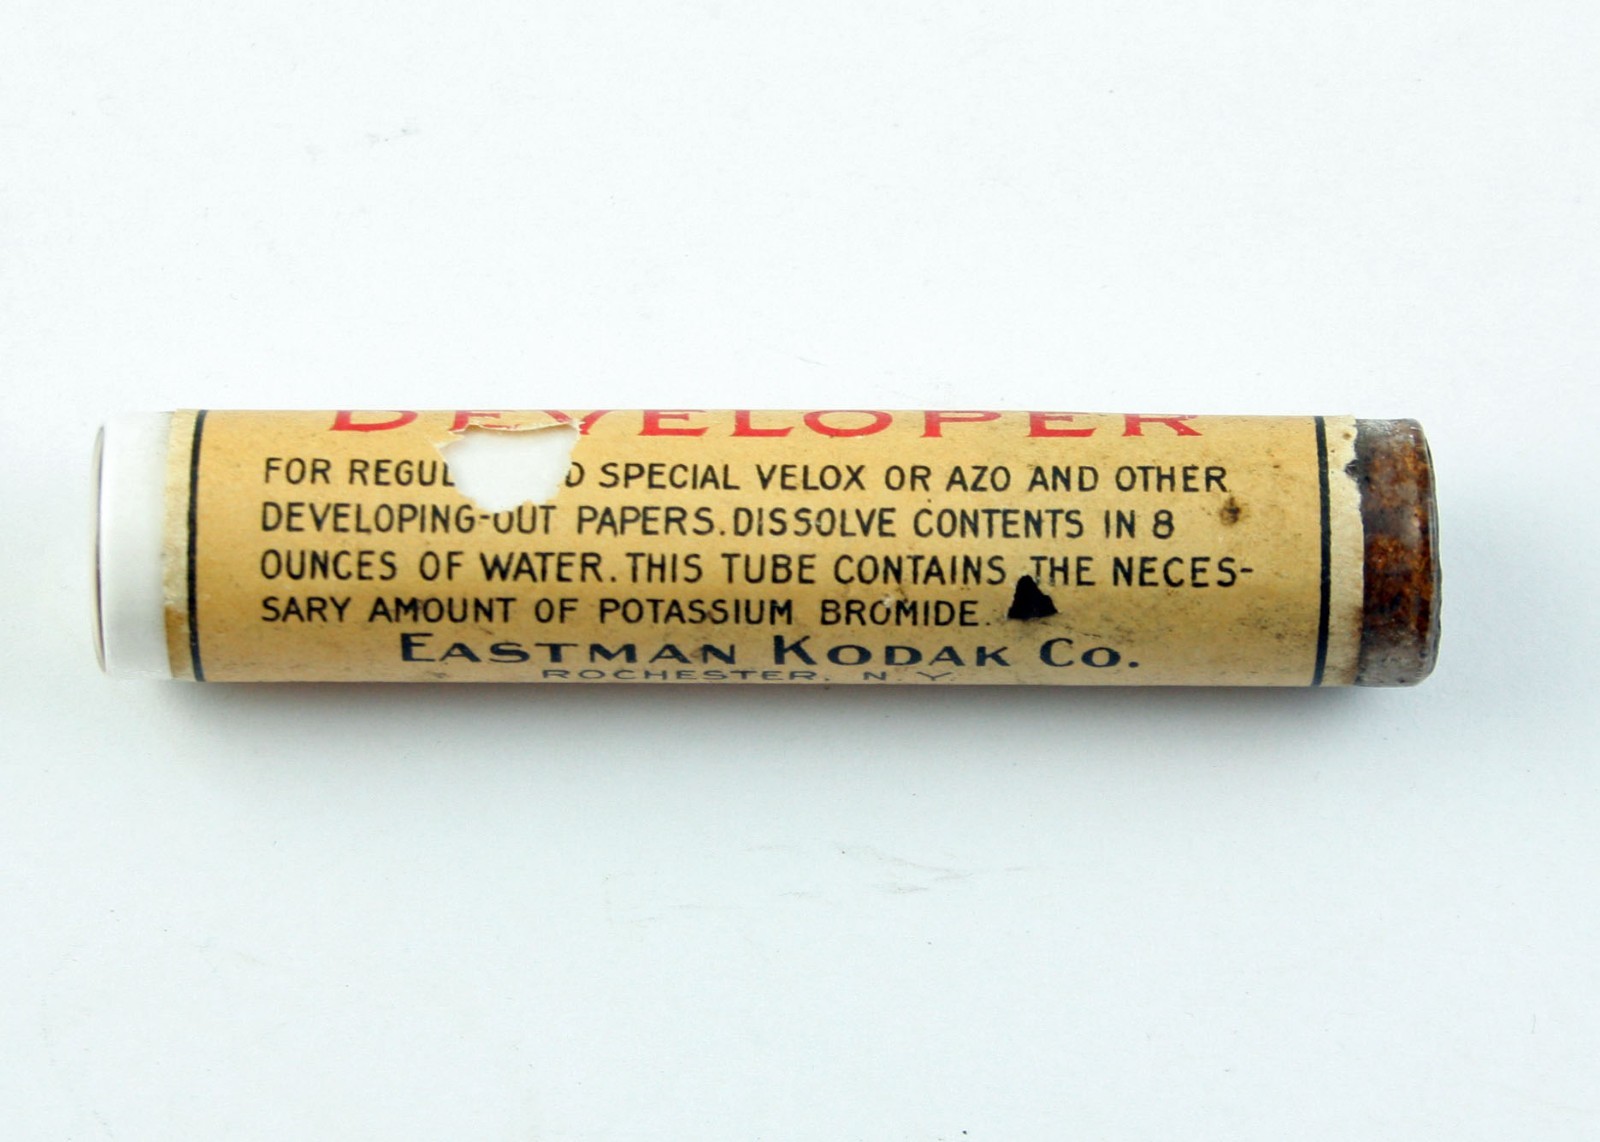 DEVELOPER
FOR REGUL D SPECIAL VELOX OR AZO AND OTHER
DEVELOPING-OUT PAPERS. DISSOLVE CONTENTS IN 8
OUNCES OF WATER. THIS TUBE CONTAINS THE NECES-
SARY AMOUNT OF POTASSIUM BROMIDE.
EASTMAN KODAK CO.
ROCHESTER, N.Y.